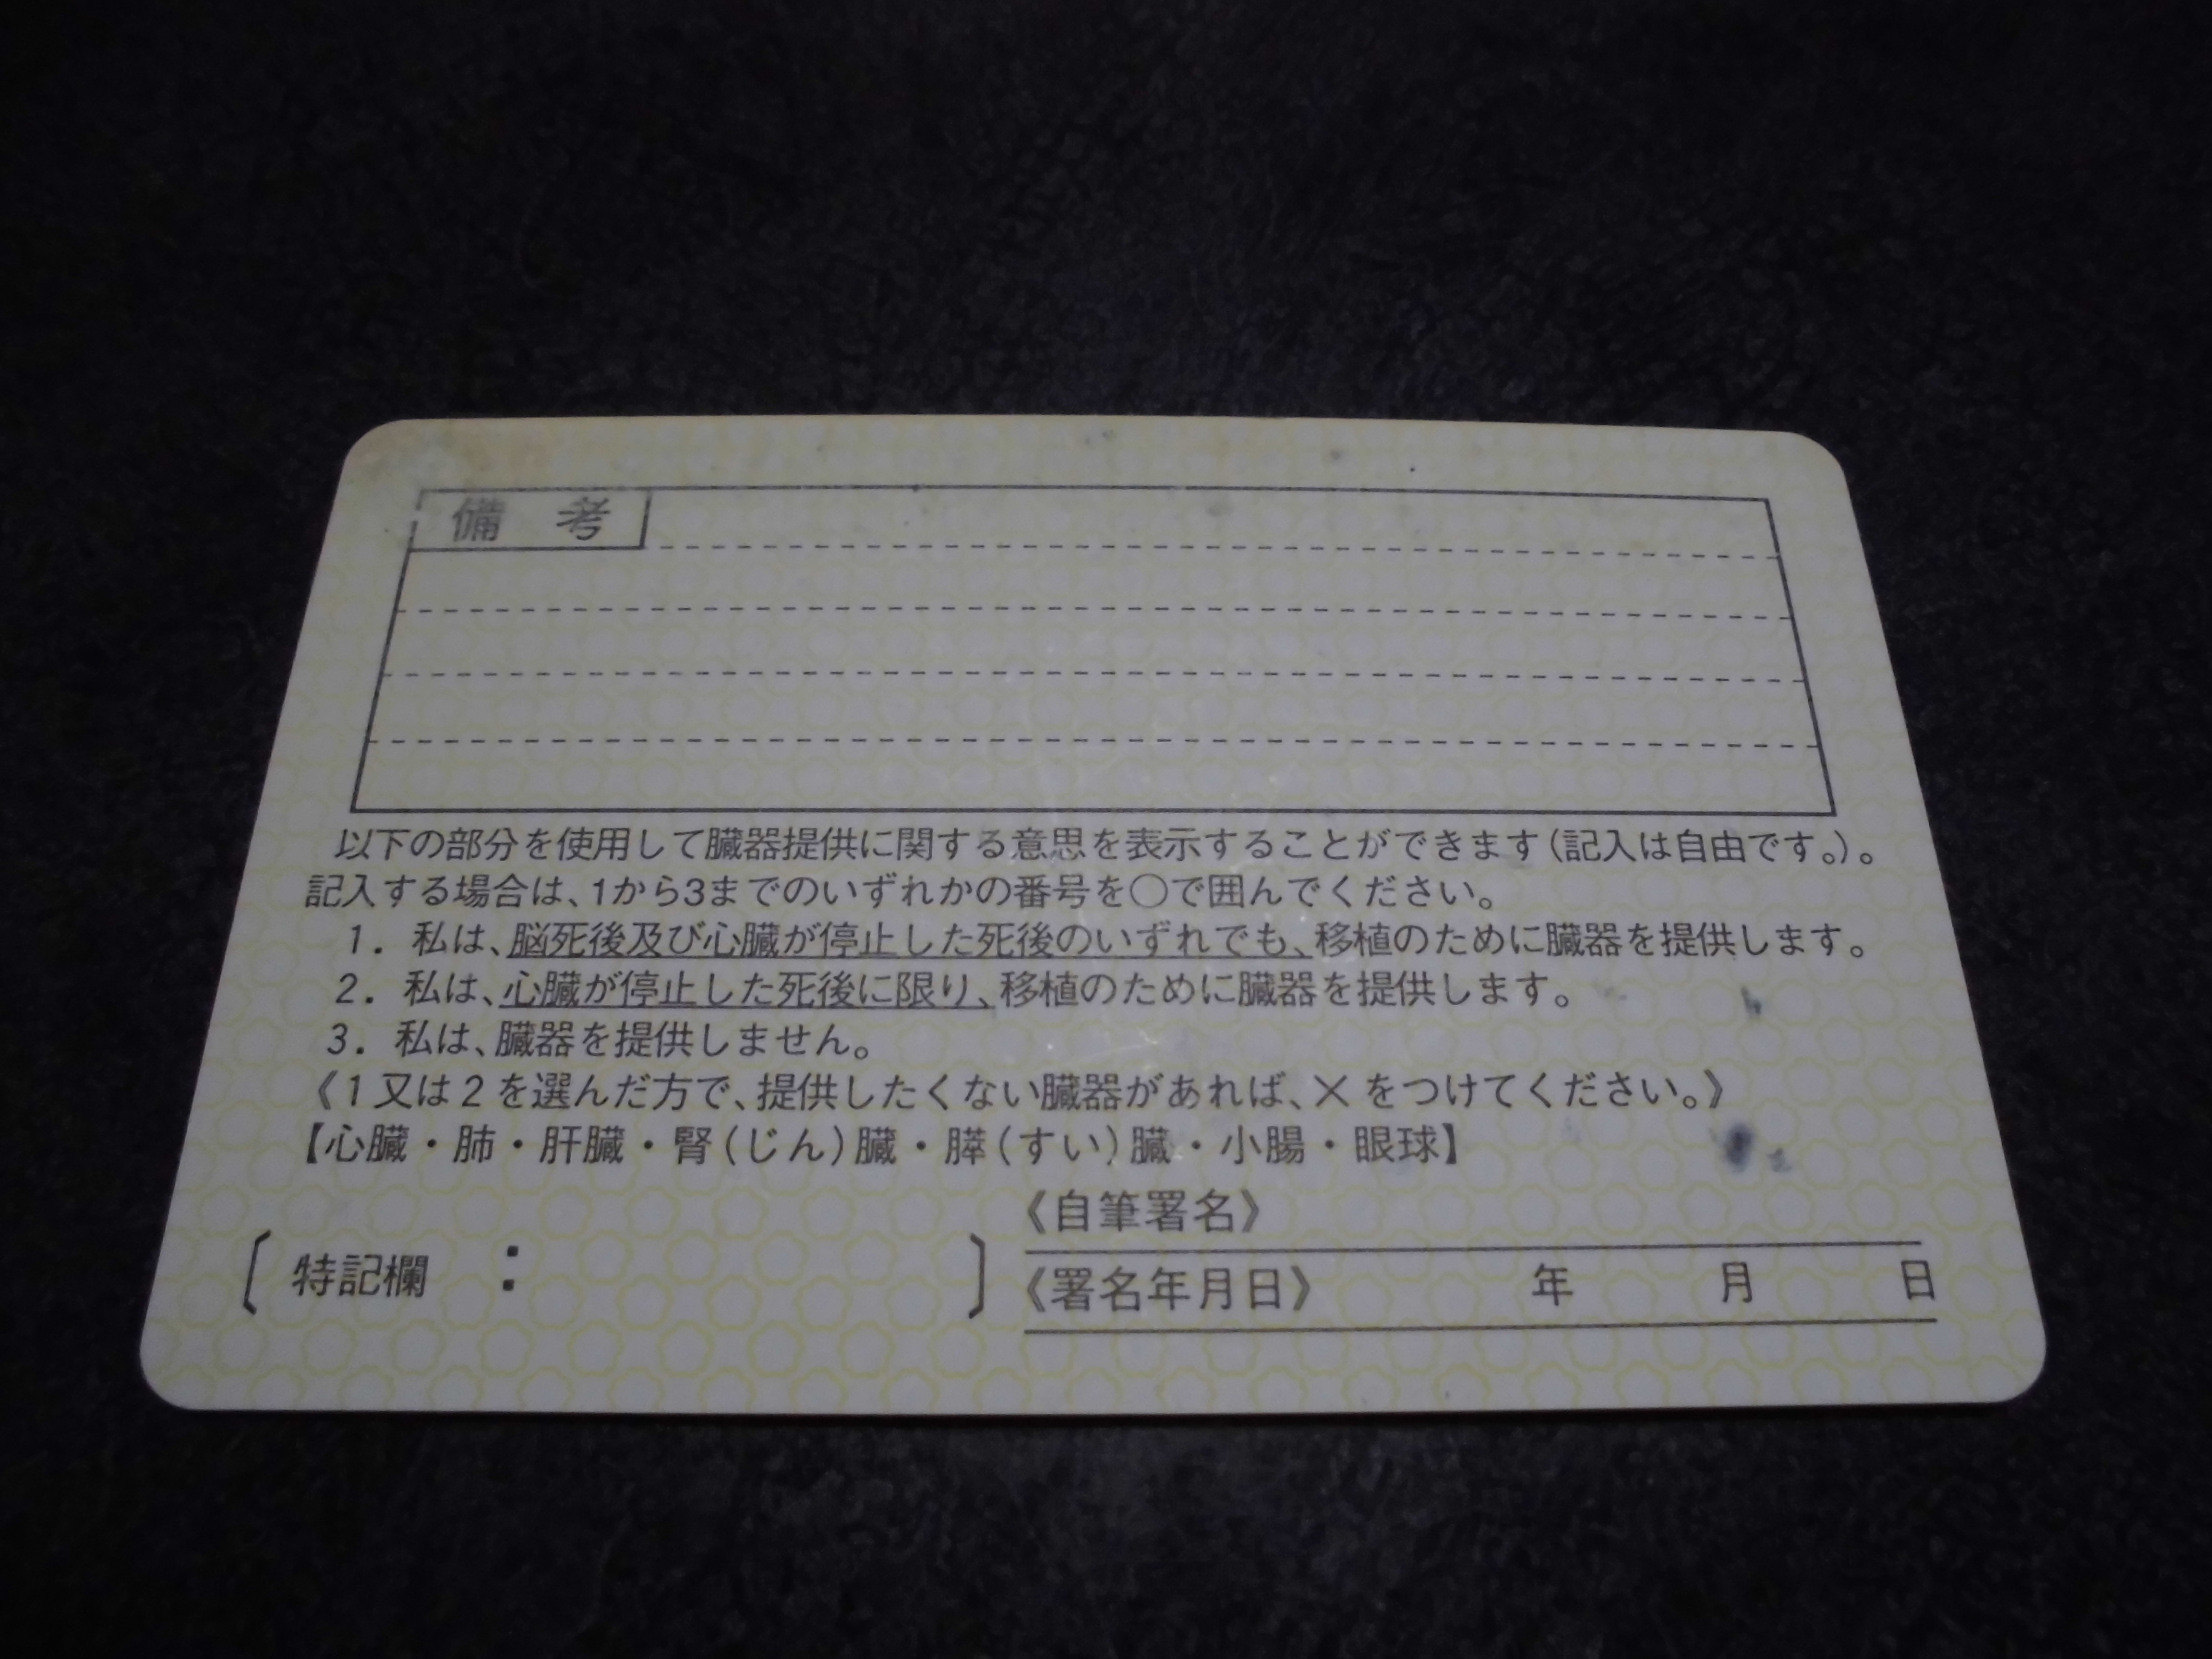 備 考
以下の部分を使用して臓器提供に関する意思を表示することができます(記入は自由です。)。
記入する場合は、1から3までのいずれかの番号を○で囲んでください。
1. 私は、脳死後及び心臓が停止した死後のいずれでも、移植のために臓器を提供します。
2. 私は、心臓が停止した死後に限り、移植のために臓器を提供します。
3. 私は、臓器を提供しません。
《1又は2を選んだ方で、提供したくない臓器があれば、×をつけてください。》
【心臓・肺・肝臓・腎(じん)臓・膵(すい)臓・小腸・眼球】
〔特記欄 : 〕
《自筆署名》
《署名年月日》 年 月 日